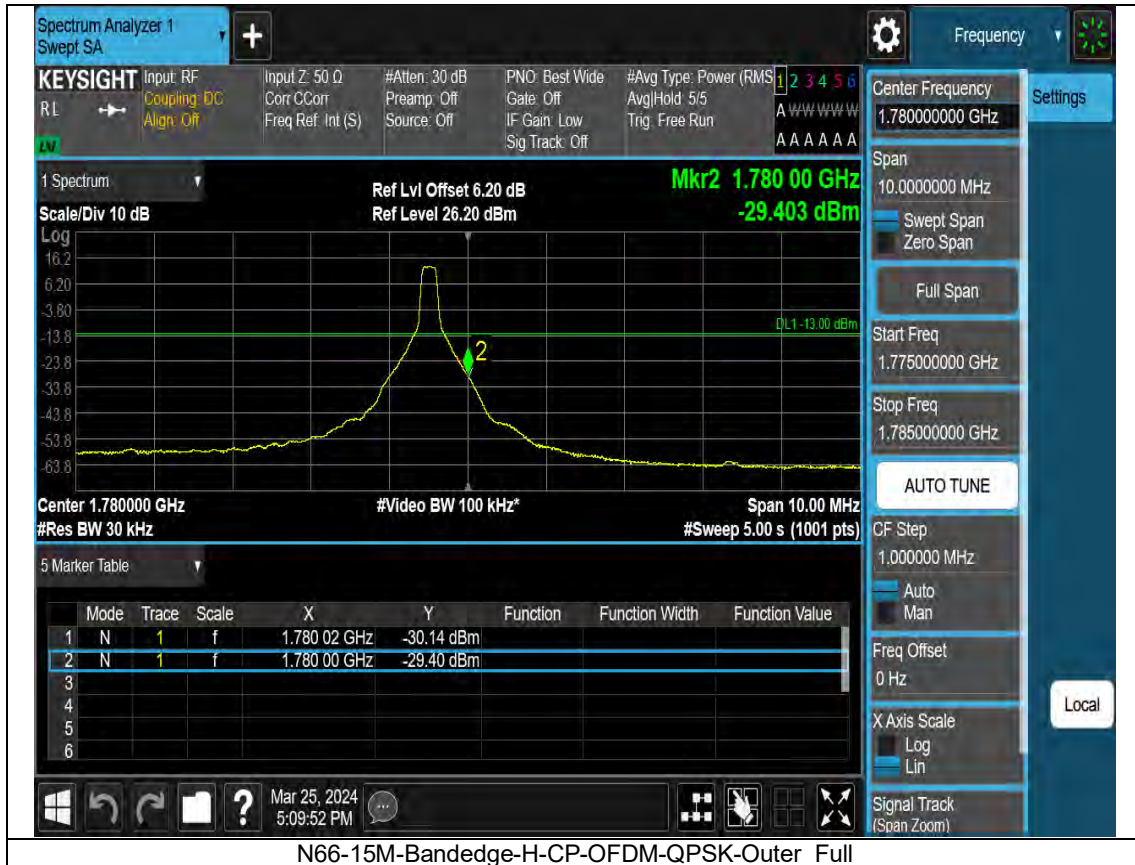 Spectrum Analyzer 1
Swept SA
+
Frequency
KEYSIGHT
RL
LXI
Input: RF
Coupling: DC
Align: Off
Input Z: 50 Ω
Corr CCorr
Freq Ref: Int (S)
#Atten: 30 dB
Preamp: Off
Source: Off
PNO: Best Wide
Gate: Off
IF Gain: Low
Sig Track: Off
#Avg Type: Power (RMS
Avg|Hold: 5/5
Trig: Free Run
1 2 3 4 5 6
A W W W W W
A A A A A A
1 Spectrum
Scale/Div 10 dB
Log
Ref Lvl Offset 6.20 dB
Ref Level 26.20 dBm
Mkr2 1.780 00 GHz
-29.403 dBm
16.2
6.20
-3.80
-13.8
-23.8
-33.8
-43.8
-53.8
-63.8
DL1 -13.00 dBm
2
Center 1.780000 GHz
#Res BW 30 kHz
#Video BW 100 kHz*
Span 10.00 MHz
#Sweep 5.00 s (1001 pts)
5 Marker Table
Mode Trace Scale X Y Function Function Width Function Value
1 N 1 f 1.780 02 GHz -30.14 dBm
2 N 1 f 1.780 00 GHz -29.40 dBm
3
4
5
6
Center Frequency
1.780000000 GHz
Settings
Span
10.0000000 MHz
Swept Span
Zero Span
Full Span
Start Freq
1.775000000 GHz
Stop Freq
1.785000000 GHz
AUTO TUNE
CF Step
1.000000 MHz
Auto
Man
Freq Offset
0 Hz
X Axis Scale
Log
Lin
Local
Signal Track
(Span Zoom)
?
Mar 25, 2024
5:09:52 PM
N66-15M-Bandedge-H-CP-OFDM-QPSK-Outer_Full